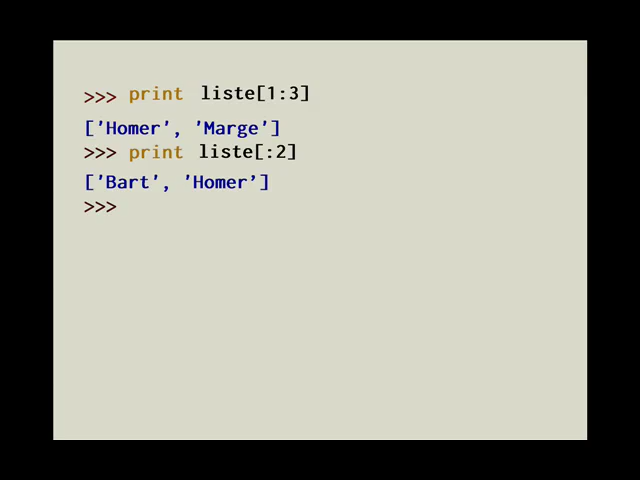 >>> print liste[1:3]
['Homer', 'Marge']
>>> print liste[:2]
['Bart', 'Homer']
>>>